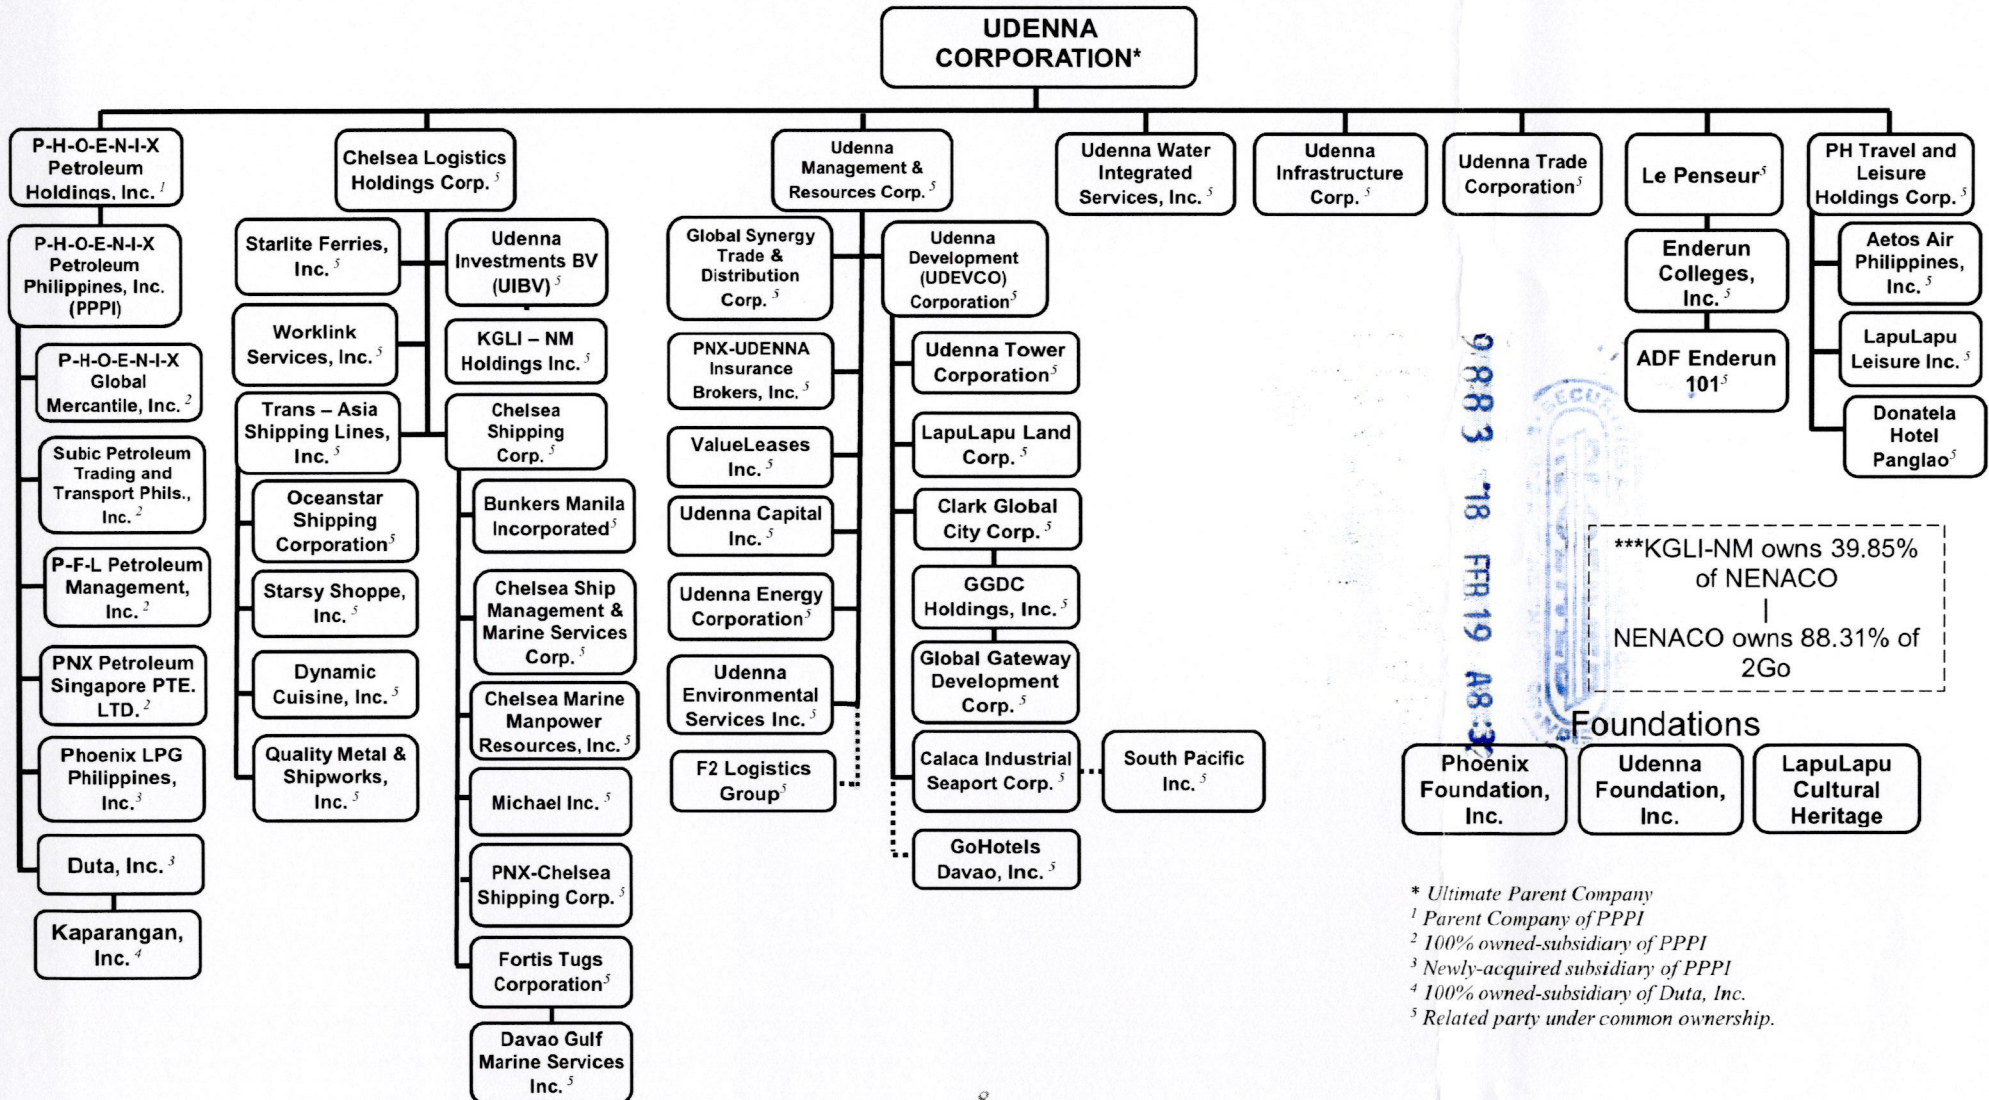 UDENNA
CORPORATION*
P-H-O-E-N-I-X
Petroleum
Holdings, Inc. 1
Chelsea Logistics
Holdings Corp. 5
Udenna
Management &
Resources Corp. 5
Udenna Water
Integrated
Services, Inc. 5
Udenna
Infrastructure
Corp. 5
Udenna Trade
Corporation5
Le Penseur5
PH Travel and
Leisure
Holdings Corp. 5
P-H-O-E-N-I-X
Petroleum
Philippines, Inc.
(PPPI)
P-H-O-E-N-I-X
Global
Mercantile, Inc. 2
Subic Petroleum
Trading and
Transport Phils.,
Inc. 2
P-F-L Petroleum
Management,
Inc. 2
PNX Petroleum
Singapore PTE.
LTD. 2
Phoenix LPG
Philippines,
Inc.3
Duta, Inc. 3
Kaparangan,
Inc. 4
Starlite Ferries,
Inc. 5
Worklink
Services, Inc. 5
Trans – Asia
Shipping Lines,
Inc. 5
Oceanstar
Shipping
Corporation5
Starsy Shoppe,
Inc. 5
Dynamic
Cuisine, Inc. 5
Quality Metal &
Shipworks,
Inc. 5
Udenna
Investments BV
(UIBV) 5
KGLI – NM
Holdings Inc. 5
Chelsea
Shipping
Corp. 5
Bunkers Manila
Incorporated5
Chelsea Ship
Management &
Marine Services
Corp. 5
Chelsea Marine
Manpower
Resources, Inc. 5
Michael Inc. 5
PNX-Chelsea
Shipping Corp. 5
Fortis Tugs
Corporation5
Davao Gulf
Marine Services
Inc. 5
Global Synergy
Trade &
Distribution
Corp. 5
PNX-UDENNA
Insurance
Brokers, Inc. 5
ValueLeases
Inc. 5
Udenna Capital
Inc. 5
Udenna Energy
Corporation5
Udenna
Environmental
Services Inc. 5
F2 Logistics
Group5
Udenna
Development
(UDEVCO)
Corporation5
Udenna Tower
Corporation5
LapuLapu Land
Corp. 5
Clark Global
City Corp. 5
GGDC
Holdings, Inc. 5
Global Gateway
Development
Corp. 5
Calaca Industrial
Seaport Corp. 5
South Pacific
Inc. 5
GoHotels
Davao, Inc. 5
Enderun
Colleges,
Inc. 5
ADF Enderun
1015
Aetos Air
Philippines,
Inc. 5
LapuLapu
Leisure Inc. 5
Donatela
Hotel
Panglao5
9883 '18 FEB 19 A8:3
***KGLI-NM owns 39.85%
of NENACO
NENACO owns 88.31% of
2Go
Foundations
Phoenix
Foundation,
Inc.
Udenna
Foundation,
Inc.
LapuLapu
Cultural
Heritage
* Ultimate Parent Company
1 Parent Company of PPPI
2 100% owned-subsidiary of PPPI
3 Newly-acquired subsidiary of PPPI
4 100% owned-subsidiary of Duta, Inc.
5 Related party under common ownership.